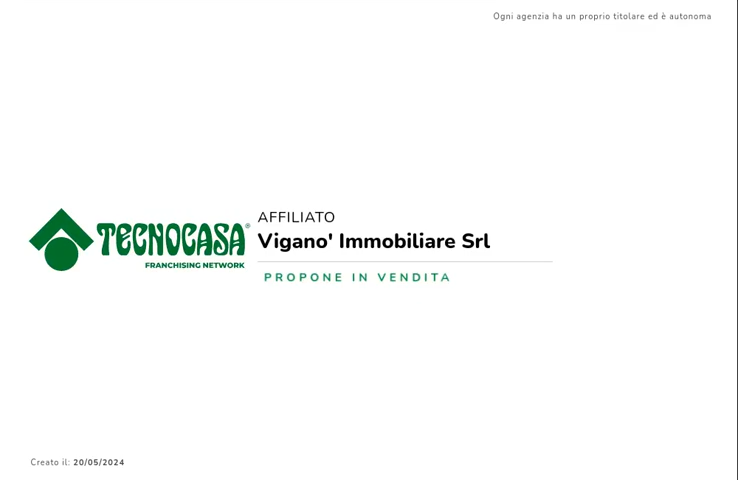 Ogni agenzia ha un proprio titolare ed è autonoma
AFFILIATO
TECNOCASA®
Vigano' Immobiliare Srl
FRANCHISING NETWORK
PROPONE IN VENDITA
Creato il: 20/05/2024